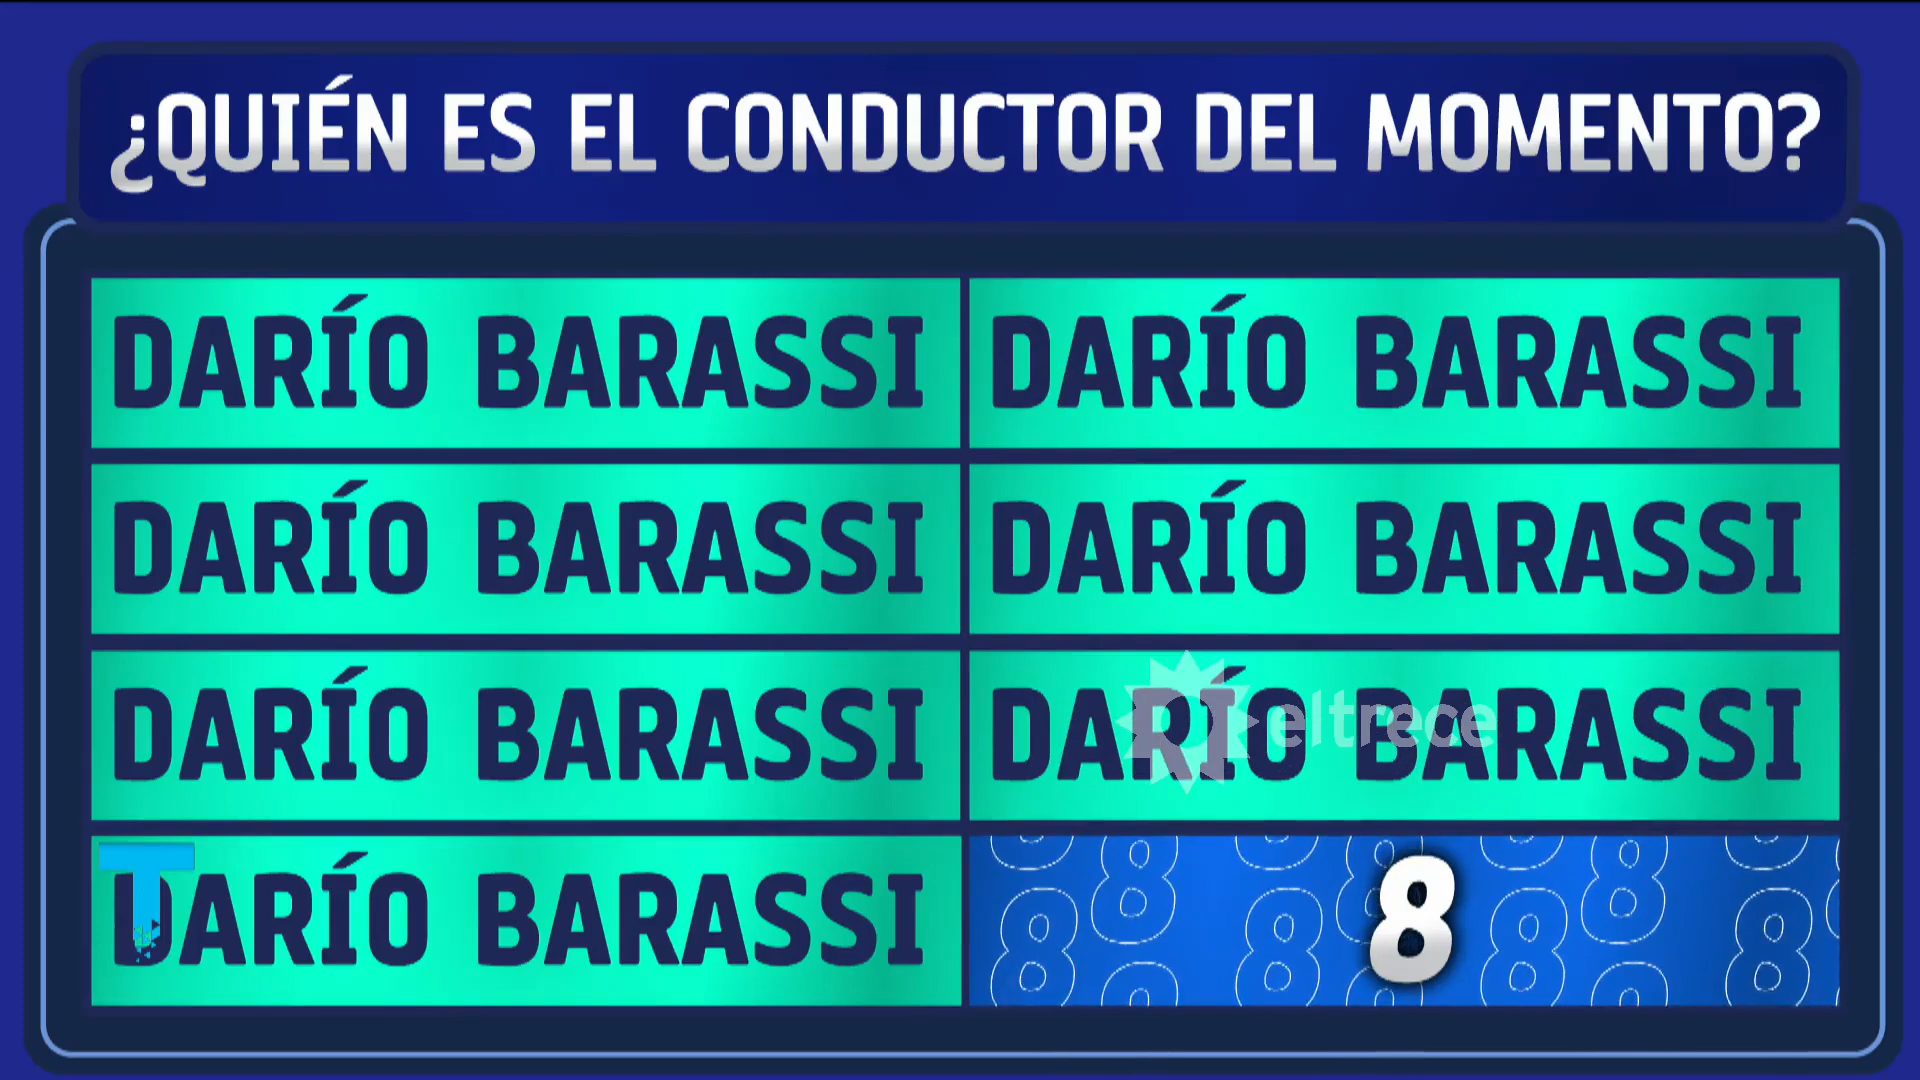 ¿QUIÉN ES EL CONDUCTOR DEL MOMENTO?
DARÍO BARASSI
DARÍO BARASSI
DARÍO BARASSI
DARÍO BARASSI
DARÍO BARASSI
DARÍO BARASSI
eltrece
DARÍO BARASSI
T
8